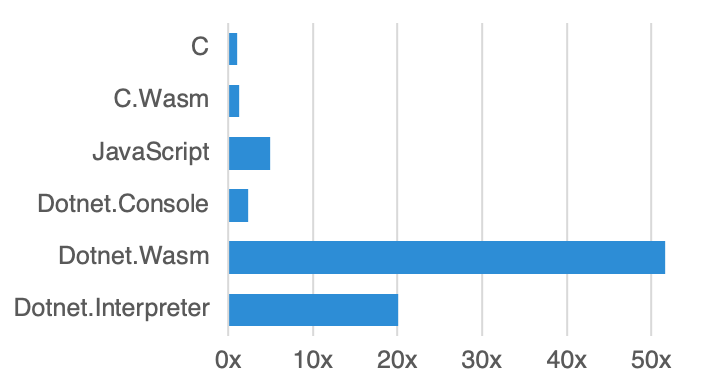 C
C.Wasm
JavaScript
Dotnet.Console
Dotnet.Wasm
Dotnet.Interpreter
0x 10x 20x 30x 40x 50x